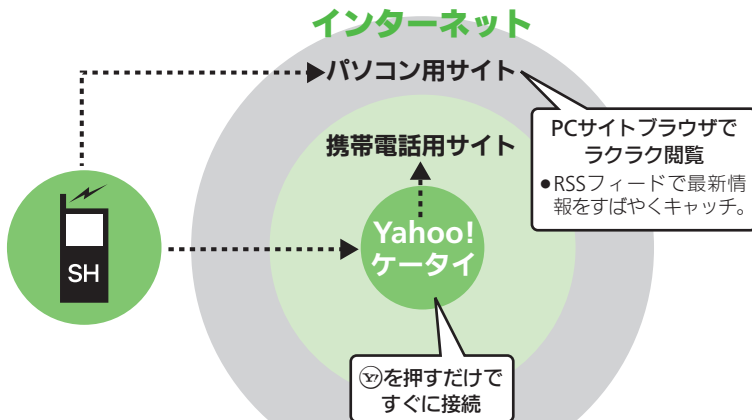 インターネット
パソコン用サイト
PCサイトブラウザで
ラクラク閲覧
●RSSフィードで最新情
報をすばやくキャッチ。
携帯電話用サイト
Yahoo!
ケータイ
SH
Y!を押すだけで
すぐに接続